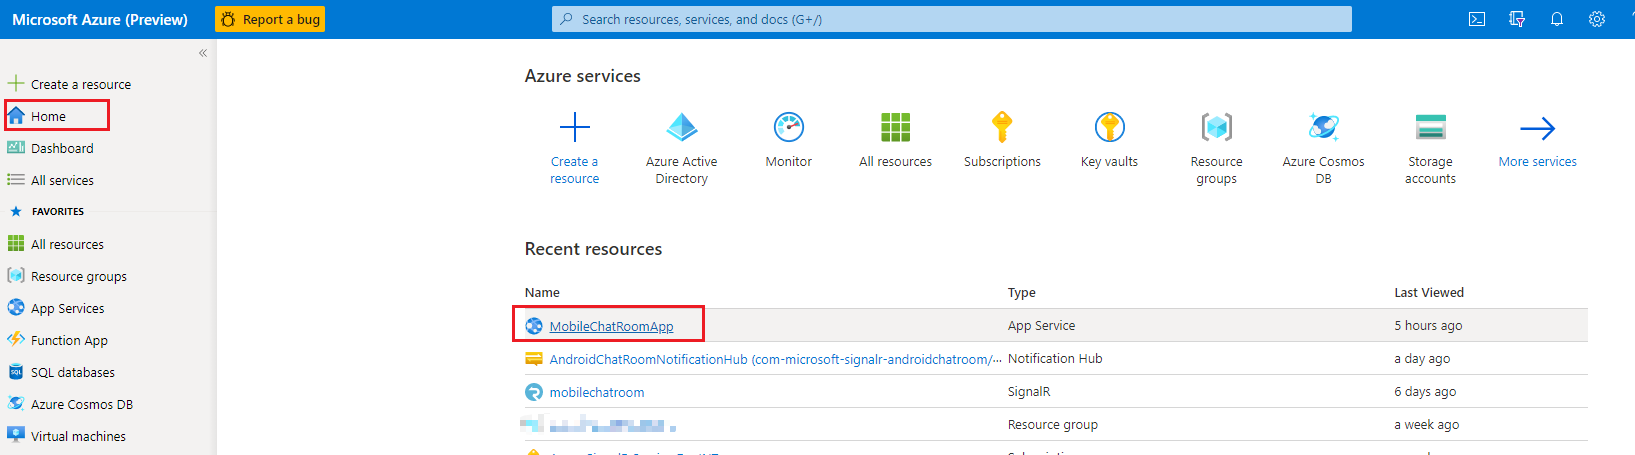 Microsoft Azure (Preview) Report a bug Search resources, services, and docs (G+/)
«
Create a resource
Home
Dashboard
All services
FAVORITES
All resources
Resource groups
App Services
Function App
SQL databases
Azure Cosmos DB
Virtual machines
Azure services
Create a
resource
Azure Active
Directory
Monitor
All resources
Subscriptions
Key vaults
Resource
groups
Azure Cosmos
DB
Storage
accounts
More services
Recent resources
Name Type Last Viewed
MobileChatRoomApp App Service 5 hours ago
AndroidChatRoomNotificationHub (com-microsoft-signalr-androidchatroom/··· Notification Hub a day ago
mobilechatroom SignalR 6 days ago
Resource group a week ago